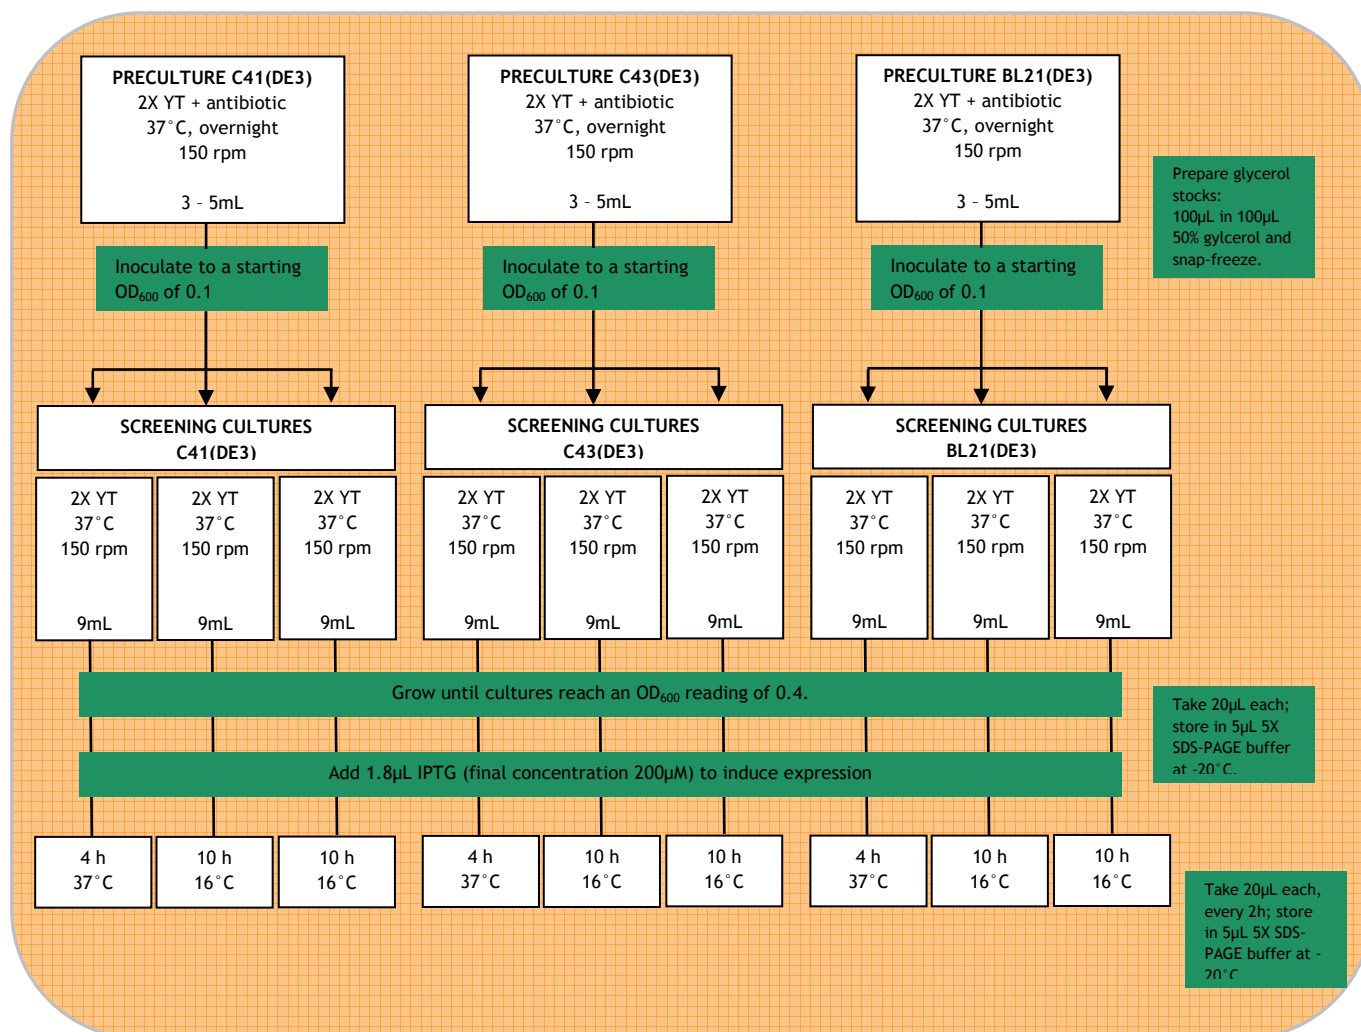 PRECULTURE C41(DE3)
2X YT + antibiotic
37°C, overnight
150 rpm
3 – 5mL
PRECULTURE C43(DE3)
2X YT + antibiotic
37°C, overnight
150 rpm
3 – 5mL
PRECULTURE BL21(DE3)
2X YT + antibiotic
37°C, overnight
150 rpm
3 – 5mL
Prepare glycerol
stocks:
100µL in 100µL
50% gylcerol and
snap-freeze.
Inoculate to a starting
OD₆₀₀ of 0.1
Inoculate to a starting
OD₆₀₀ of 0.1
Inoculate to a starting
OD₆₀₀ of 0.1
SCREENING CULTURES
C41(DE3)
SCREENING CULTURES
C43(DE3)
SCREENING CULTURES
BL21(DE3)
2X YT
37°C
150 rpm
9mL
2X YT
37°C
150 rpm
9mL
2X YT
37°C
150 rpm
9mL
2X YT
37°C
150 rpm
9mL
2X YT
37°C
150 rpm
9mL
2X YT
37°C
150 rpm
9mL
2X YT
37°C
150 rpm
9mL
2X YT
37°C
150 rpm
9mL
2X YT
37°C
150 rpm
9mL
Grow until cultures reach an OD₆₀₀ reading of 0.4.
Take 20µL each;
store in 5µL 5X
SDS-PAGE buffer
at -20°C.
Add 1.8µL IPTG (final concentration 200µM) to induce expression
4 h
37°C
10 h
16°C
10 h
16°C
4 h
37°C
10 h
16°C
10 h
16°C
4 h
37°C
10 h
16°C
10 h
16°C
Take 20µL each,
every 2h; store
in 5µL 5X SDS-
PAGE buffer at -
20°C